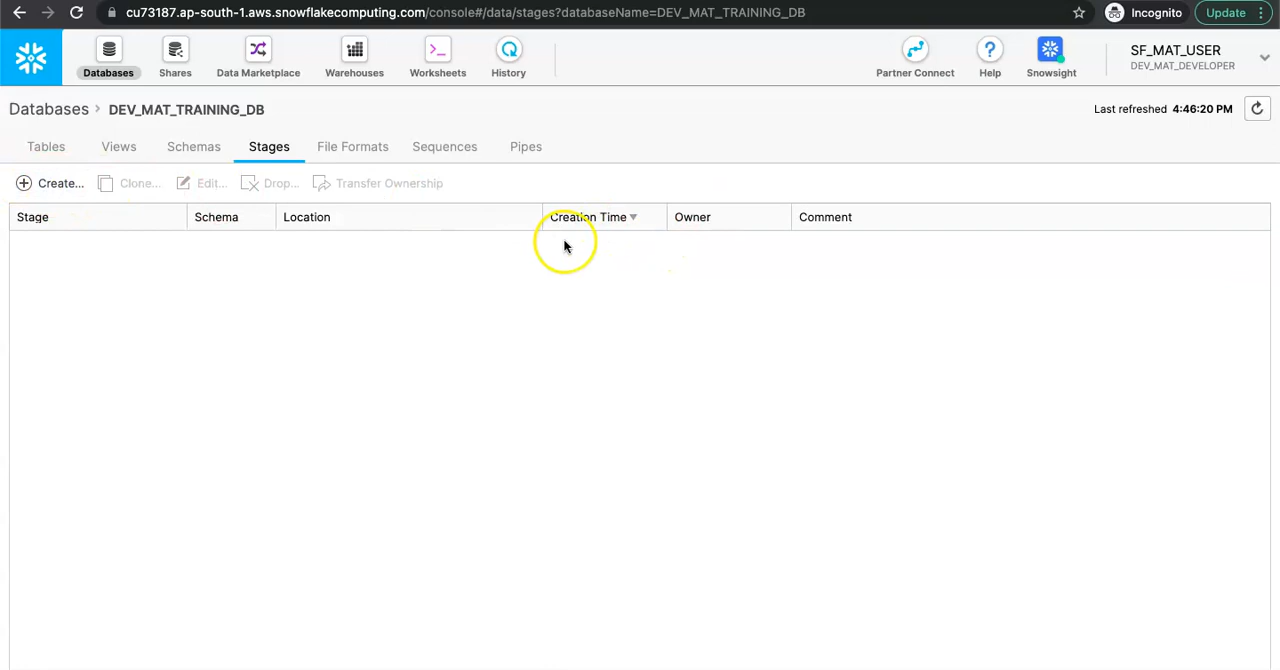 cu73187.ap-south-1.aws.snowflakecomputing.com/console#/data/stages?databaseName=DEV_MAT_TRAINING_DB
Incognito
Update
Databases
Shares
Data Marketplace
Warehouses
Worksheets
History
Partner Connect
Help
Snowsight
SF_MAT_USER
DEV_MAT_DEVELOPER
Databases > DEV_MAT_TRAINING_DB
Last refreshed 4:46:20 PM
Tables Views Schemas Stages File Formats Sequences Pipes
Create... Clone... Edit... Drop... Transfer Ownership
Stage Schema Location Creation Time Owner Comment